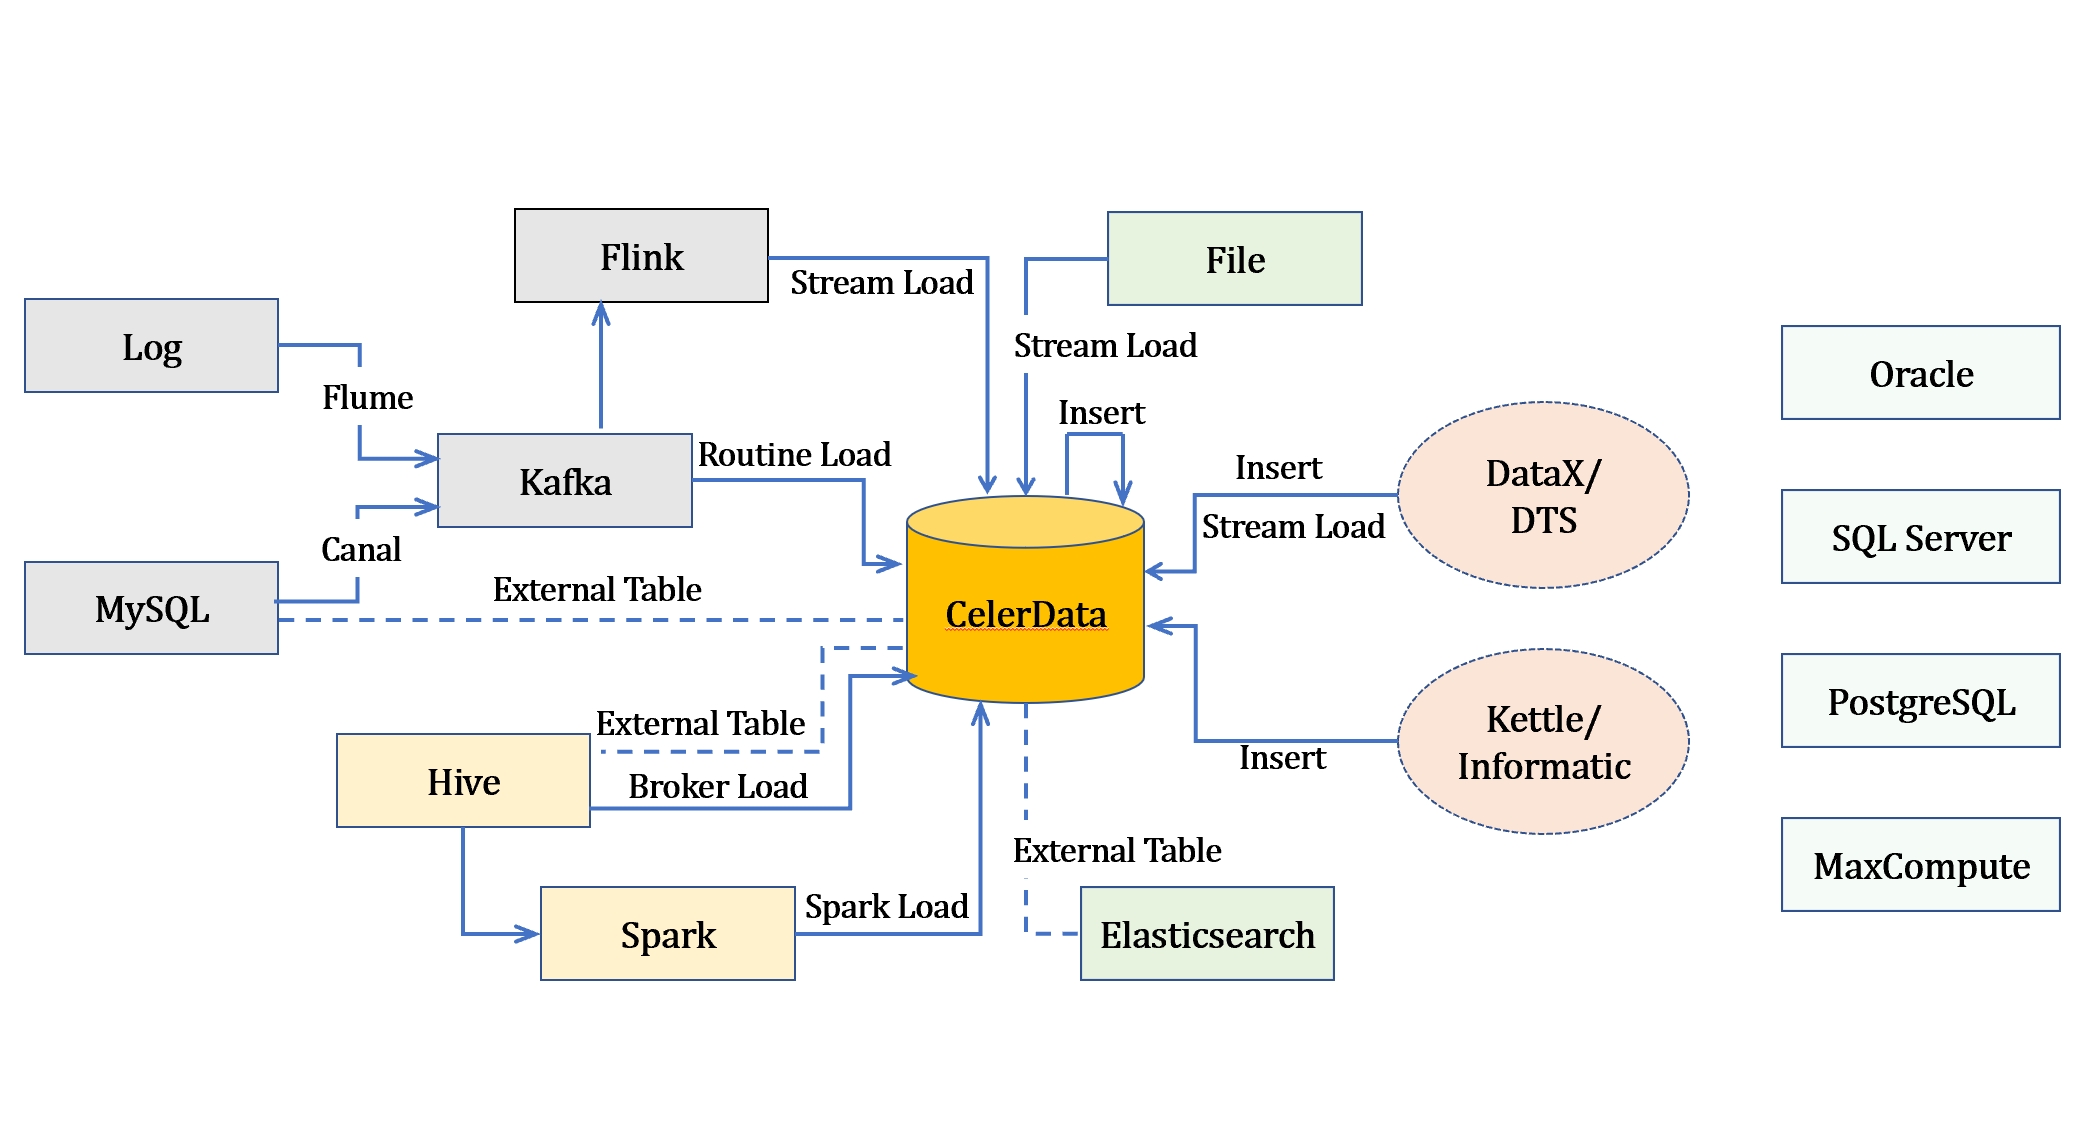 Flink
File
Stream Load
Log
Stream Load
Oracle
Flume
Insert
Kafka
Routine Load
Insert
DataX/
DTS
Stream Load
SQL Server
Canal
MySQL
External Table
CelerData
External Table
Hive
Broker Load
Kettle/
Informatic
Insert
PostgreSQL
External Table
MaxCompute
Spark
Spark Load
Elasticsearch